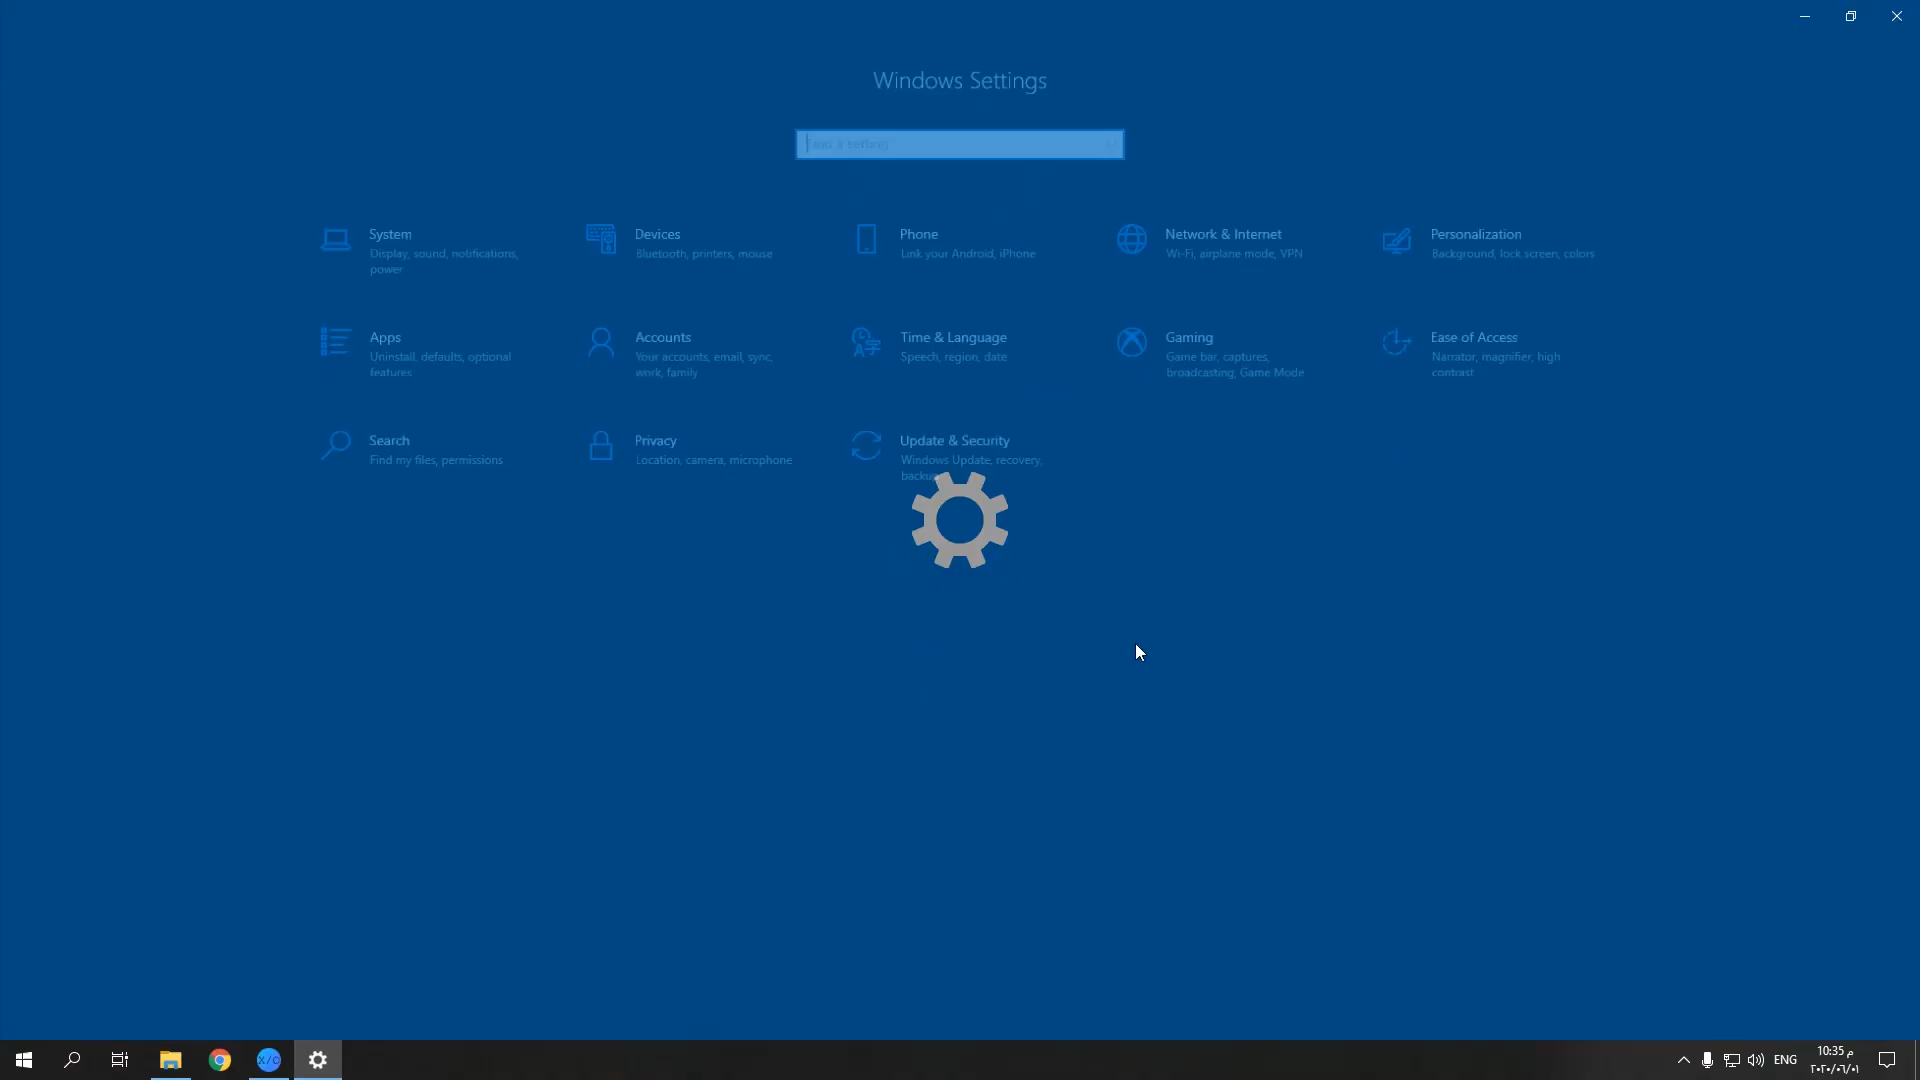 Windows Settings
Find a setting
System
Display, sound, notifications,
power
Devices
Bluetooth, printers, mouse
Phone
Link your Android, iPhone
Network & Internet
Wi-Fi, airplane mode, VPN
Personalization
Background, lock screen, colors
Apps
Uninstall, defaults, optional
features
Accounts
Your accounts, email, sync,
work, family
Time & Language
Speech, region, date
Gaming
Game bar, captures,
broadcasting, Game Mode
Ease of Access
Narrator, magnifier, high
contrast
Search
Find my files, permissions
Privacy
Location, camera, microphone
Update & Security
Windows Update, recovery,
backup
X/C
ENG
10:35 م
٢٠٢٠/٠٦/٠١